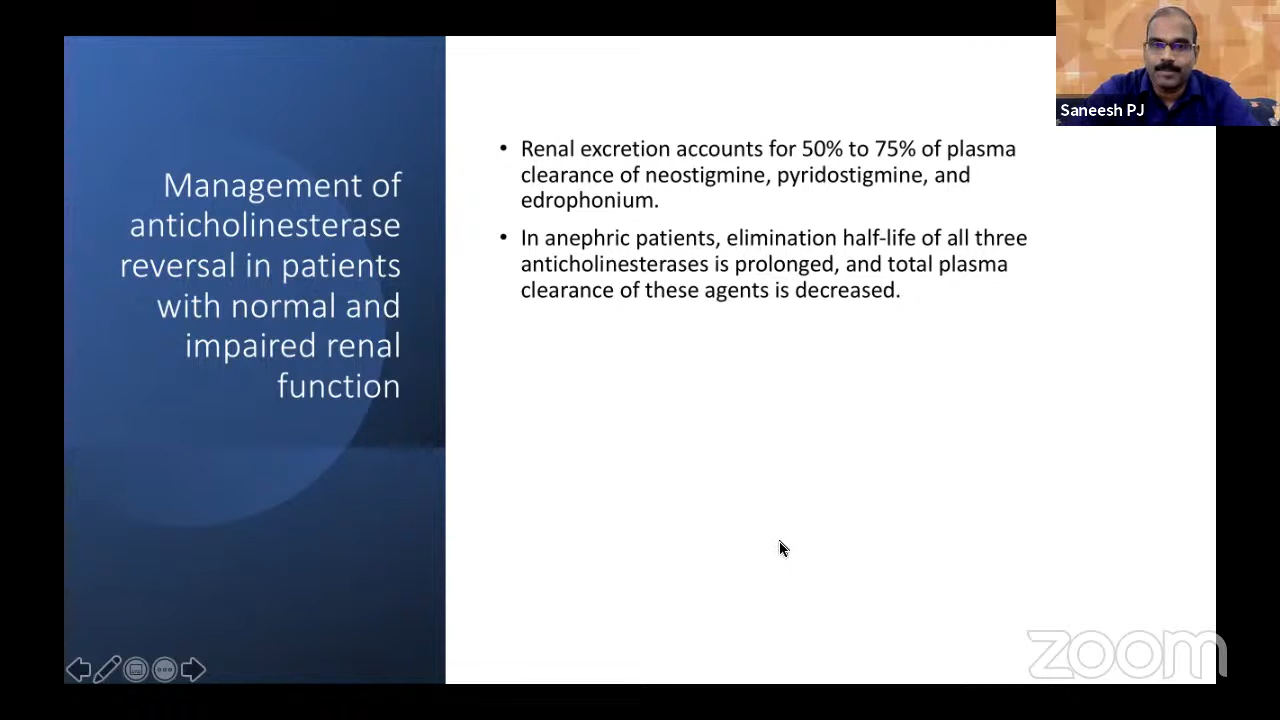 Management of
anticholinesterase
reversal in patients
with normal and
impaired renal
function
• Renal excretion accounts for 50% to 75% of plasma
clearance of neostigmine, pyridostigmine, and
edrophonium.
• In anephric patients, elimination half-life of all three
anticholinesterases is prolonged, and total plasma
clearance of these agents is decreased.
Saneesh PJ
zoom